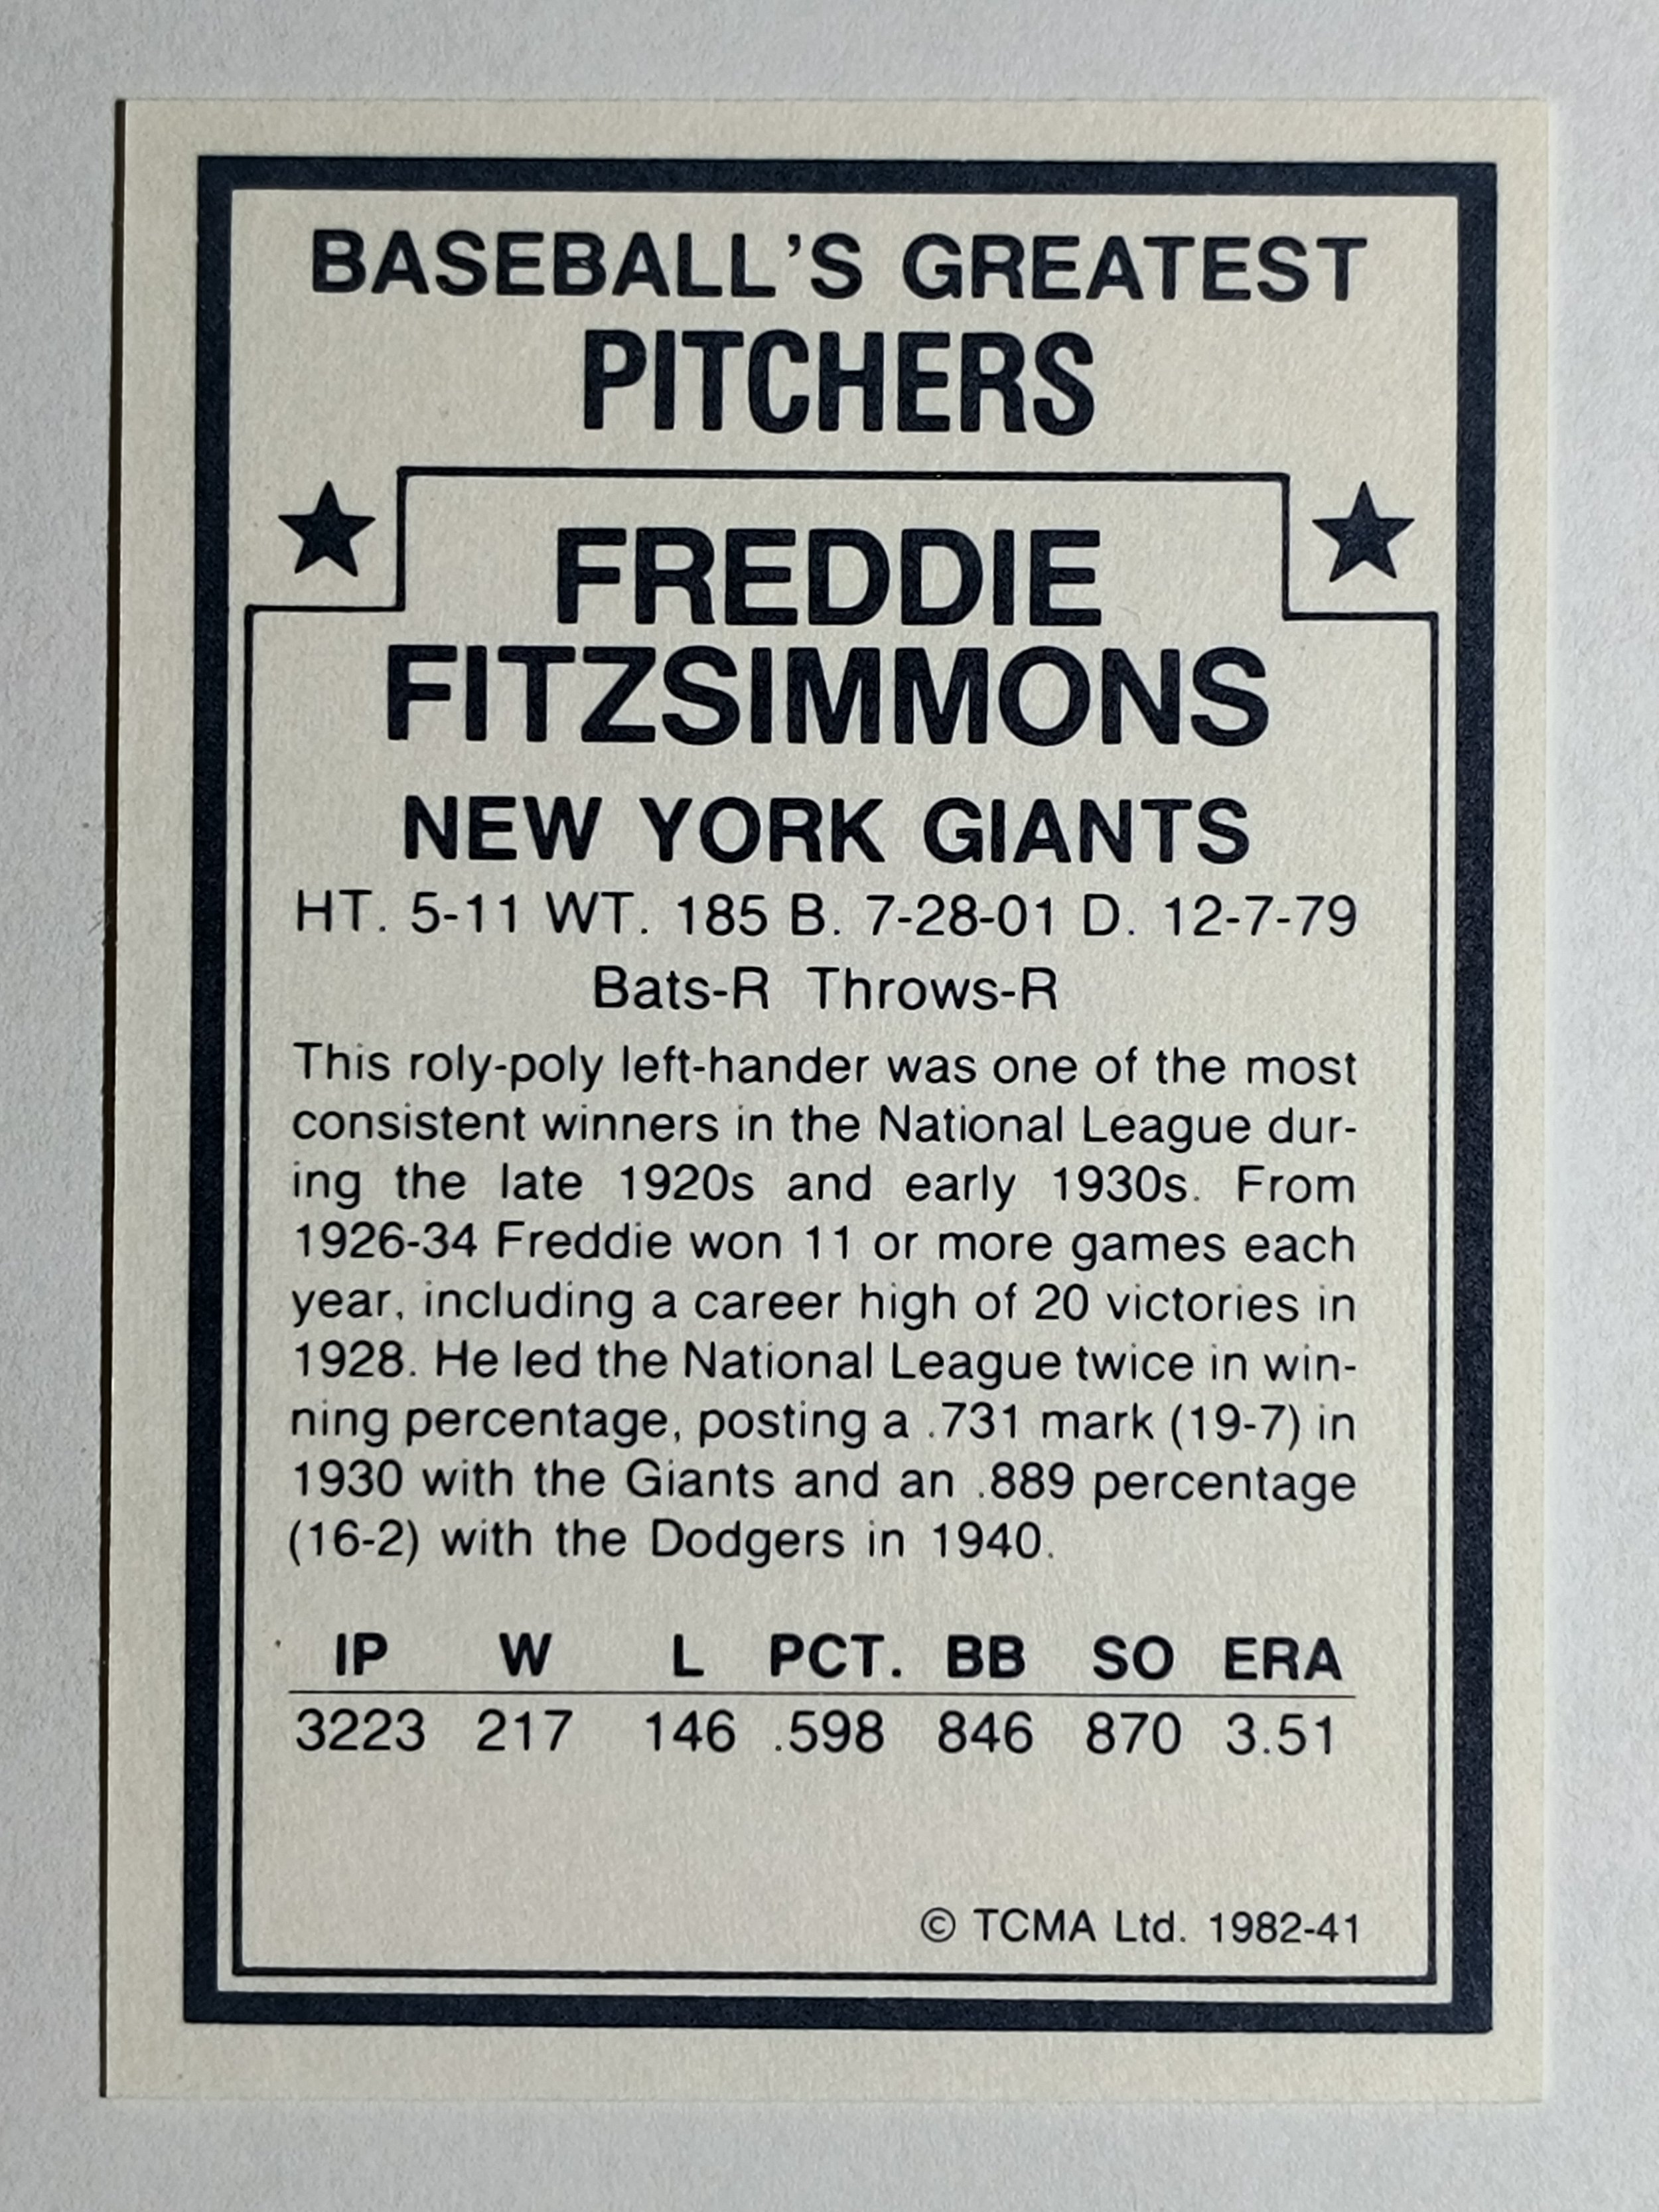 BASEBALL'S GREATEST
PITCHERS
FREDDIE
FITZSIMMONS
NEW YORK GIANTS
HT. 5-11 WT. 185 B. 7-28-01 D. 12-7-79
Bats-R Throws-R
This roly-poly left-hander was one of the most
consistent winners in the National League dur-
ing the late 1920s and early 1930s. From
1926-34 Freddie won 11 or more games each
year, including a career high of 20 victories in
1928. He led the National League twice in win-
ning percentage, posting a .731 mark (19-7) in
1930 with the Giants and an .889 percentage
(16-2) with the Dodgers in 1940.
IP W L PCT. BB SO ERA
3223 217 146 .598 846 870 3.51
© TCMA Ltd. 1982-41